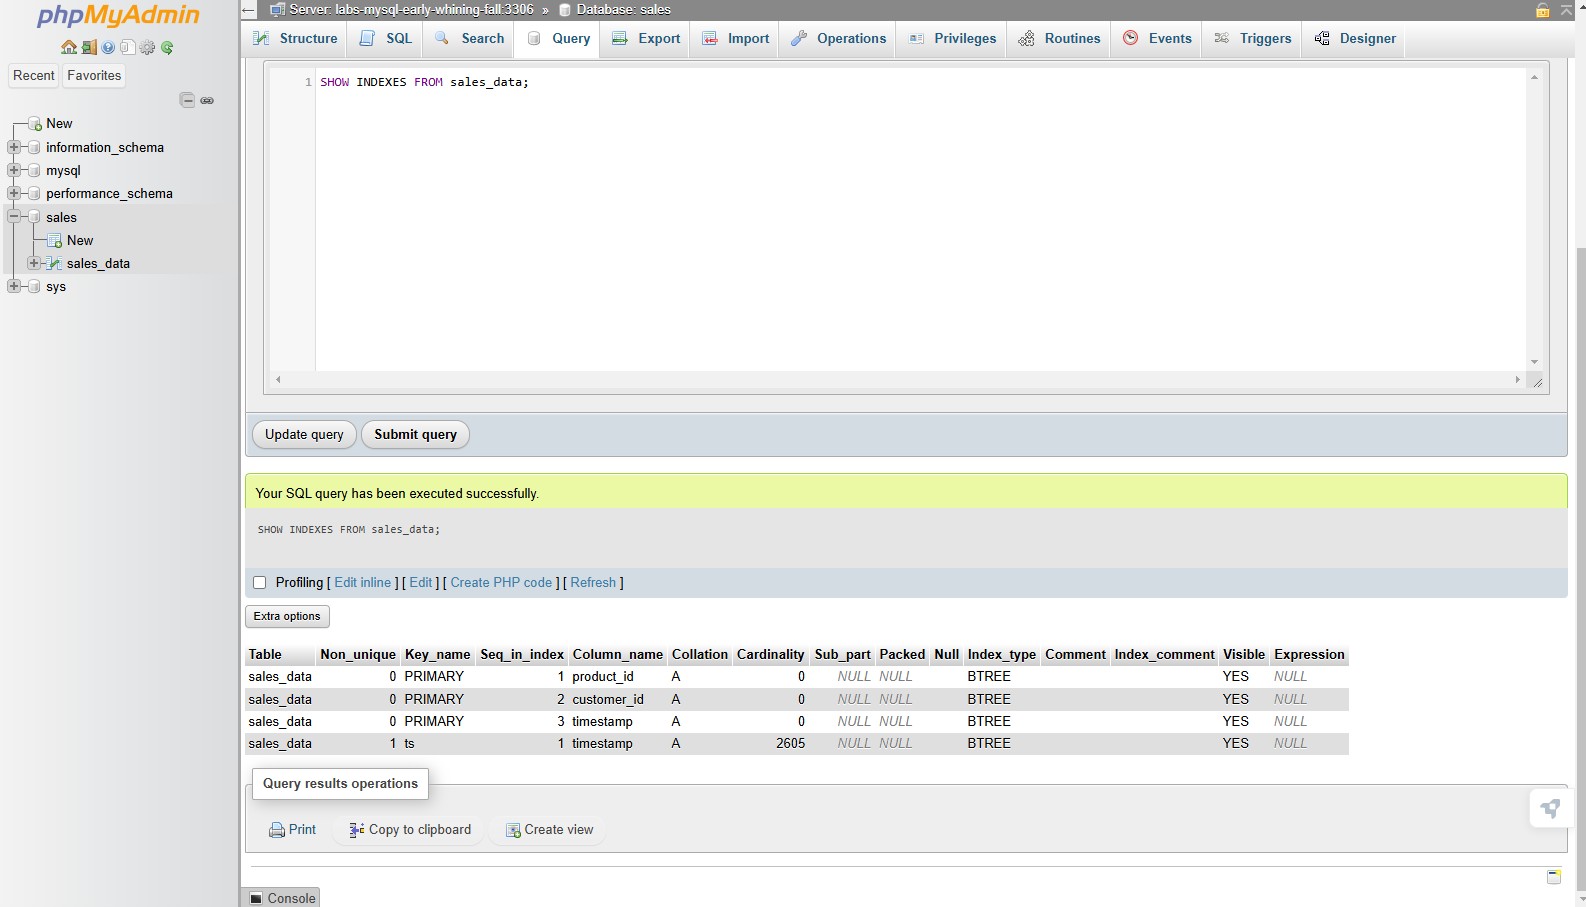 phpMyAdmin
Recent Favorites
New
information_schema
mysql
performance_schema
sales
New
sales_data
sys
Server: labs-mysql-early-whining-fall:3306 » Database: sales
Structure SQL Search Query Export Import Operations Privileges Routines Events Triggers Designer
1 SHOW INDEXES FROM sales_data;
Update query Submit query
Your SQL query has been executed successfully.
SHOW INDEXES FROM sales_data;
Profiling [ Edit inline ] [ Edit ] [ Create PHP code ] [ Refresh ]
Extra options
Table Non_unique Key_name Seq_in_index Column_name Collation Cardinality Sub_part Packed Null Index_type Comment Index_comment Visible Expression
sales_data 0 PRIMARY 1 product_id A 0 NULL NULL BTREE YES NULL
sales_data 0 PRIMARY 2 customer_id A 0 NULL NULL BTREE YES NULL
sales_data 0 PRIMARY 3 timestamp A 0 NULL NULL BTREE YES NULL
sales_data 1 ts 1 timestamp A 2605 NULL NULL BTREE YES NULL
Query results operations
Print Copy to clipboard Create view
Console